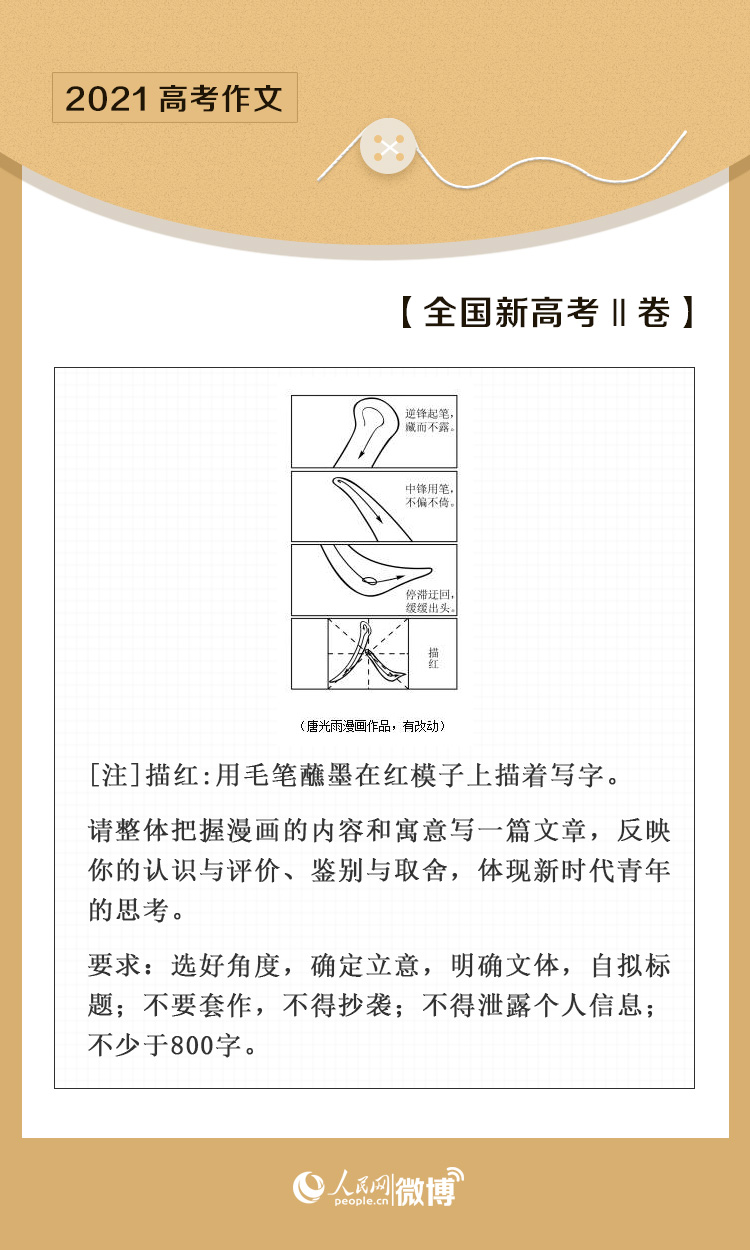 2021高考作文
【全国新高考Ⅱ卷】
逆锋起笔，
藏而不露。
中锋用笔，
不偏不倚。
停滞迂回，
缓缓出头。
描
红
（唐光雨漫画作品，有改动）
[注]描红：用毛笔蘸墨在红模子上描着写字。
请整体把握漫画的内容和寓意写一篇文章，反映
你的认识与评价、鉴别与取舍，体现新时代青年
的思考。
要求：选好角度，确定立意，明确文体，自拟标
题；不要套作，不得抄袭；不得泄露个人信息；
不少于800字。
人民网
people.cn
微博